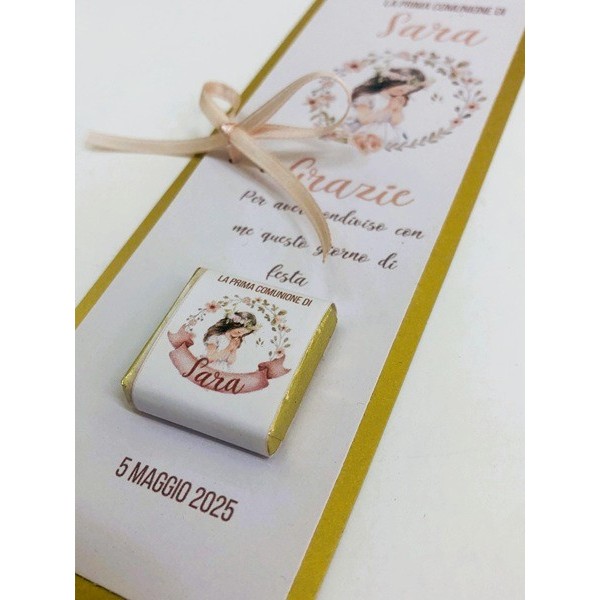 LA PRIMA COMUNIONE DI
Sara
Grazie
Per aver condiviso con
me questo giorno di
festa
LA PRIMA COMUNIONE DI
Sara
5 MAGGIO 2025